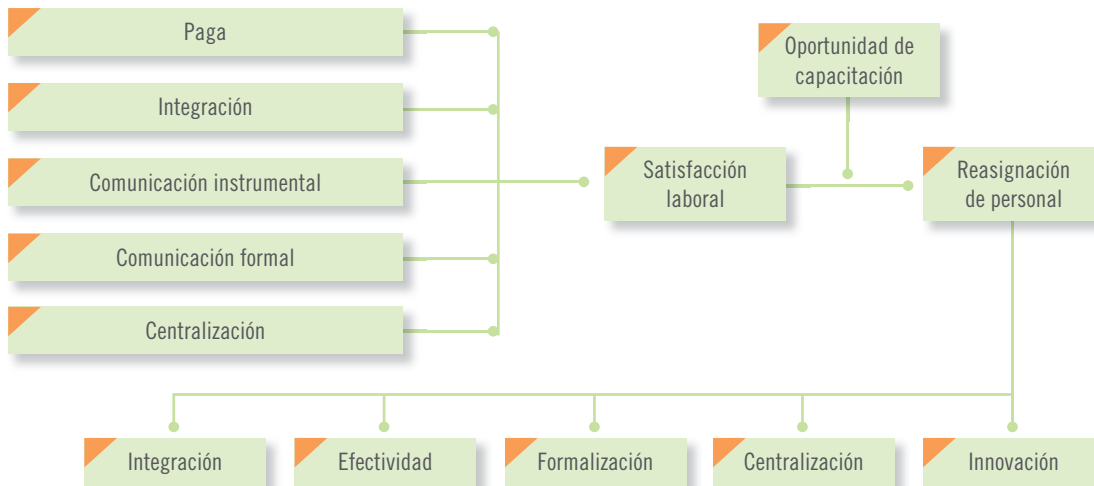 Paga
Integración
Comunicación instrumental
Comunicación formal
Centralización
Oportunidad de
capacitación
Satisfacción
laboral
Reasignación
de personal
Integración
Efectividad
Formalización
Centralización
Innovación